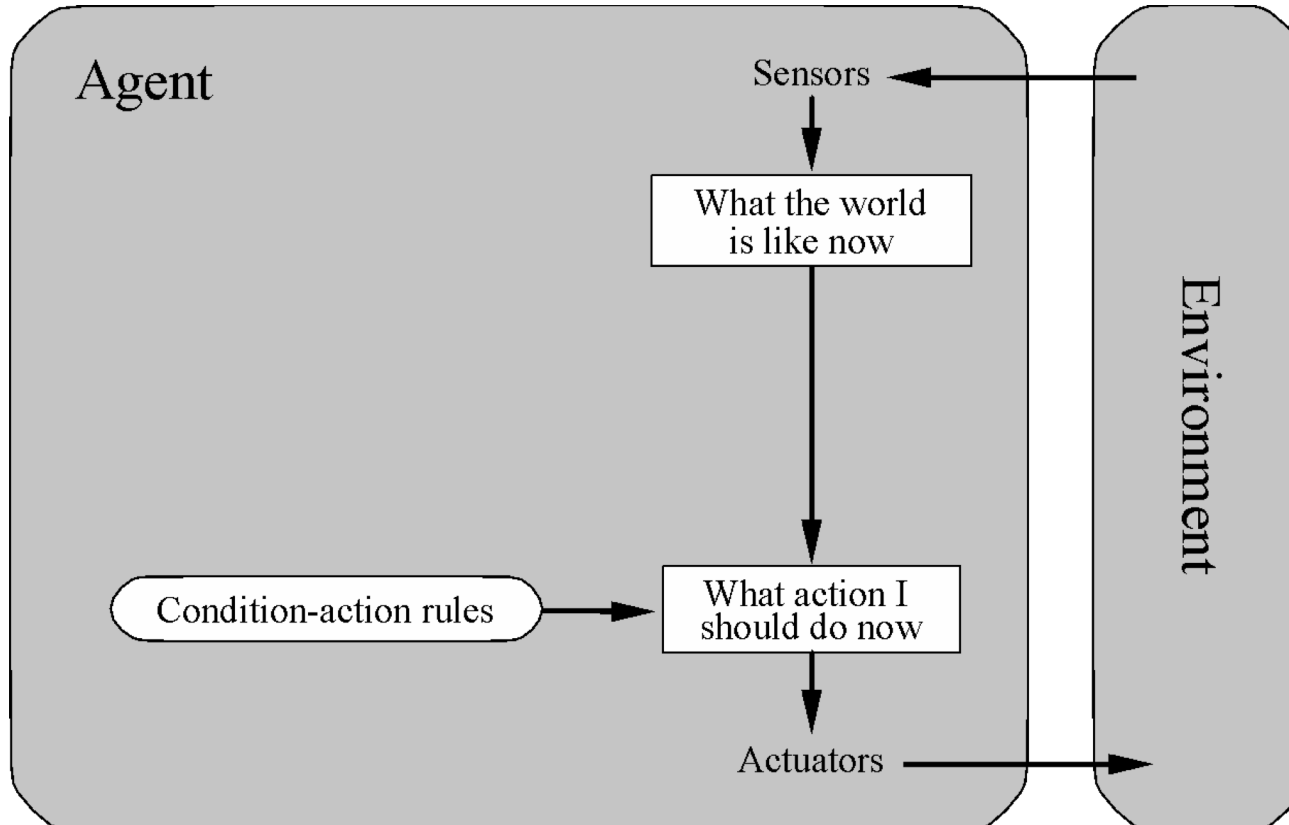 Agent
Sensors
What the world
is like now
Environment
Condition-action rules
What action I
should do now
Actuators